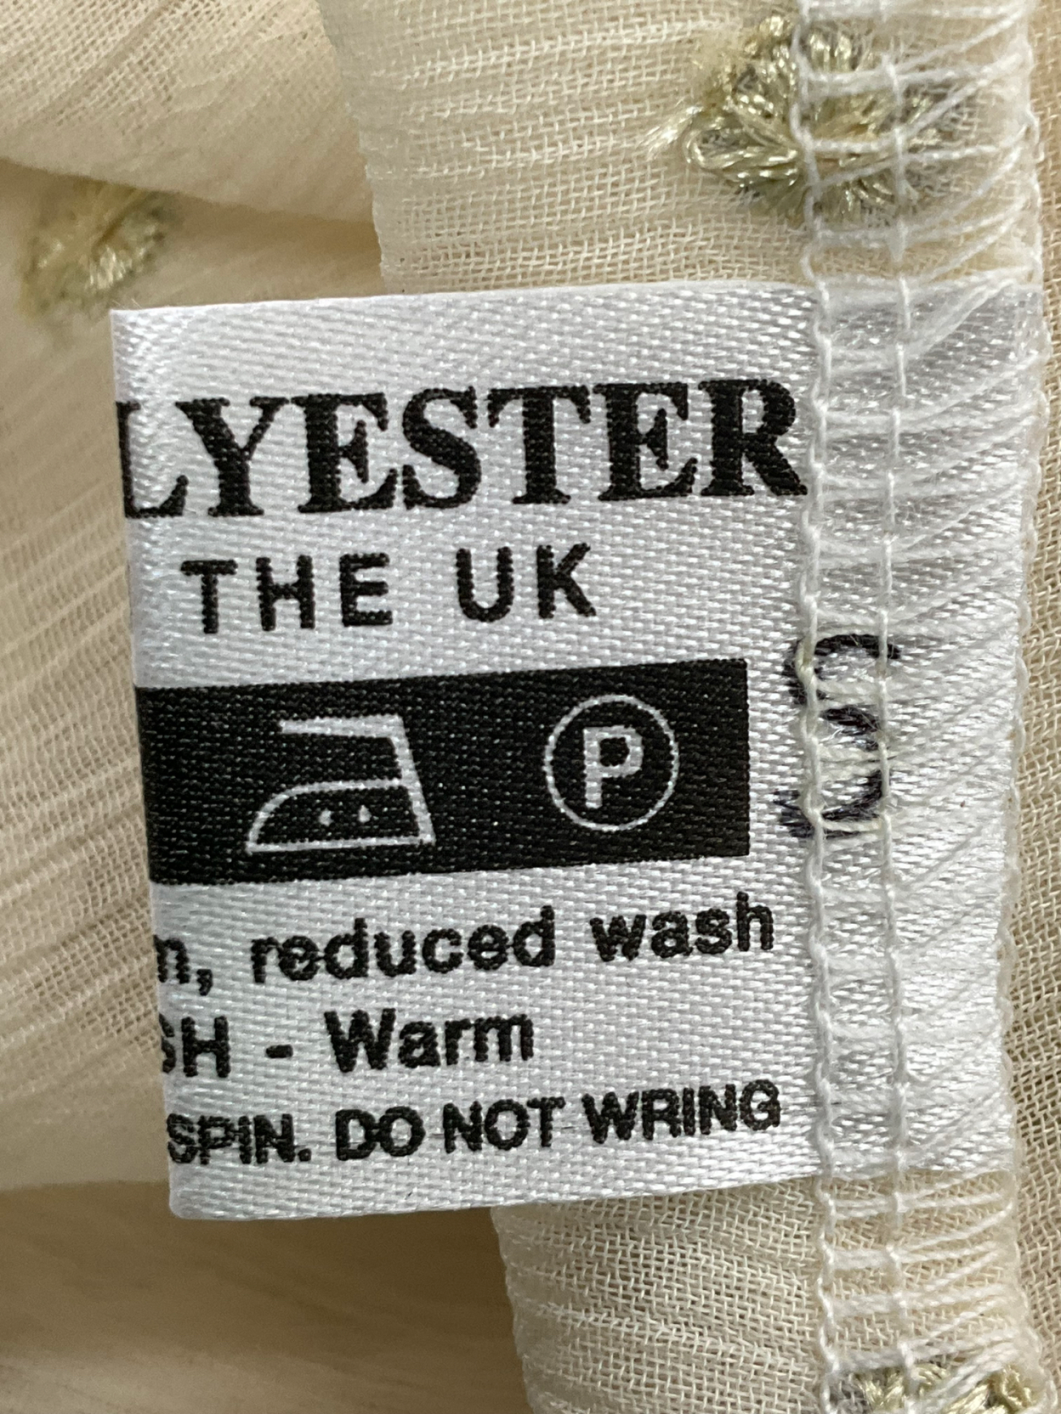 LYESTER
THE UK
P
n, reduced wash
SH - Warm
SPIN. DO NOT WRING